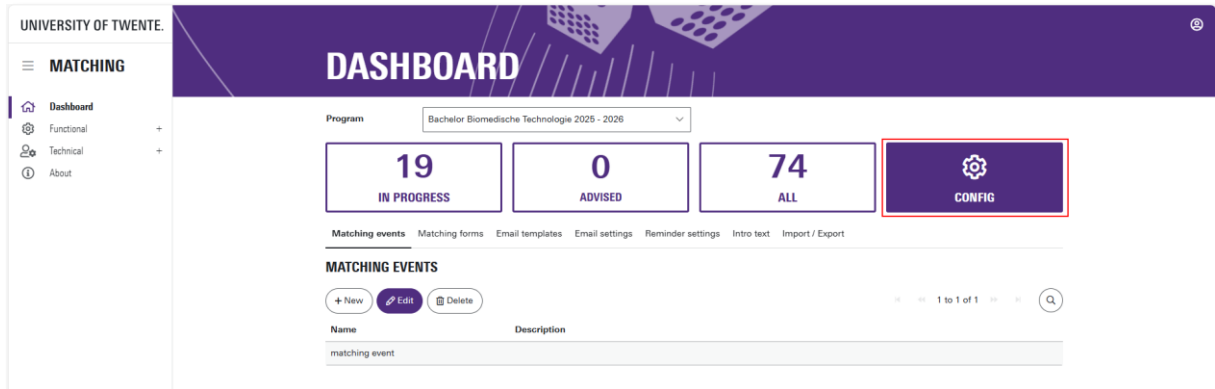 UNIVERSITY OF TWENTE.
MATCHING
Dashboard
Functional +
Technical +
About
DASHBOARD
Program Bachelor Biomedische Technologie 2025 - 2026
19
IN PROGRESS
0
ADVISED
74
ALL
CONFIG
Matching events Matching forms Email templates Email settings Reminder settings Intro text Import / Export
MATCHING EVENTS
+ New Edit Delete 1 to 1 of 1
Name Description
matching event